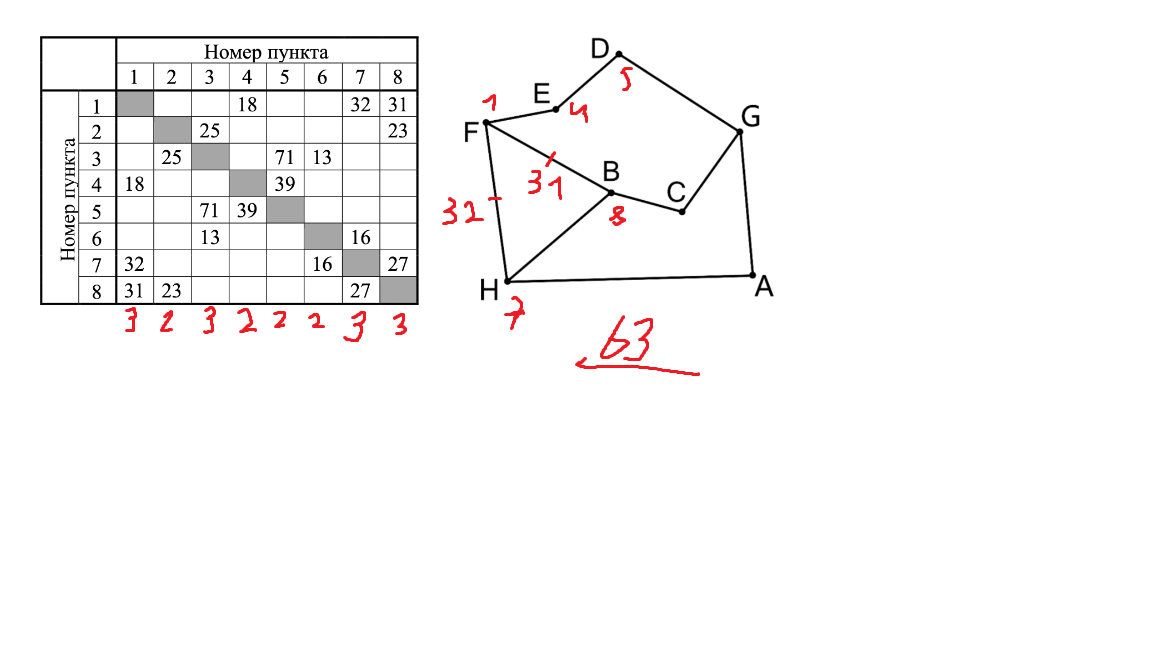 Номер пункта
1 2 3 4 5 6 7 8
Номер пункта
1 18 32 31
2 25 23
3 25 71 13
4 18 39
5 71 39
6 13 16
7 32 16 27
8 31 23 27
3 2 3 2 2 2 3 3
D
5
E
4
1
F
G
B
8
C
31
32
H
7
A
63